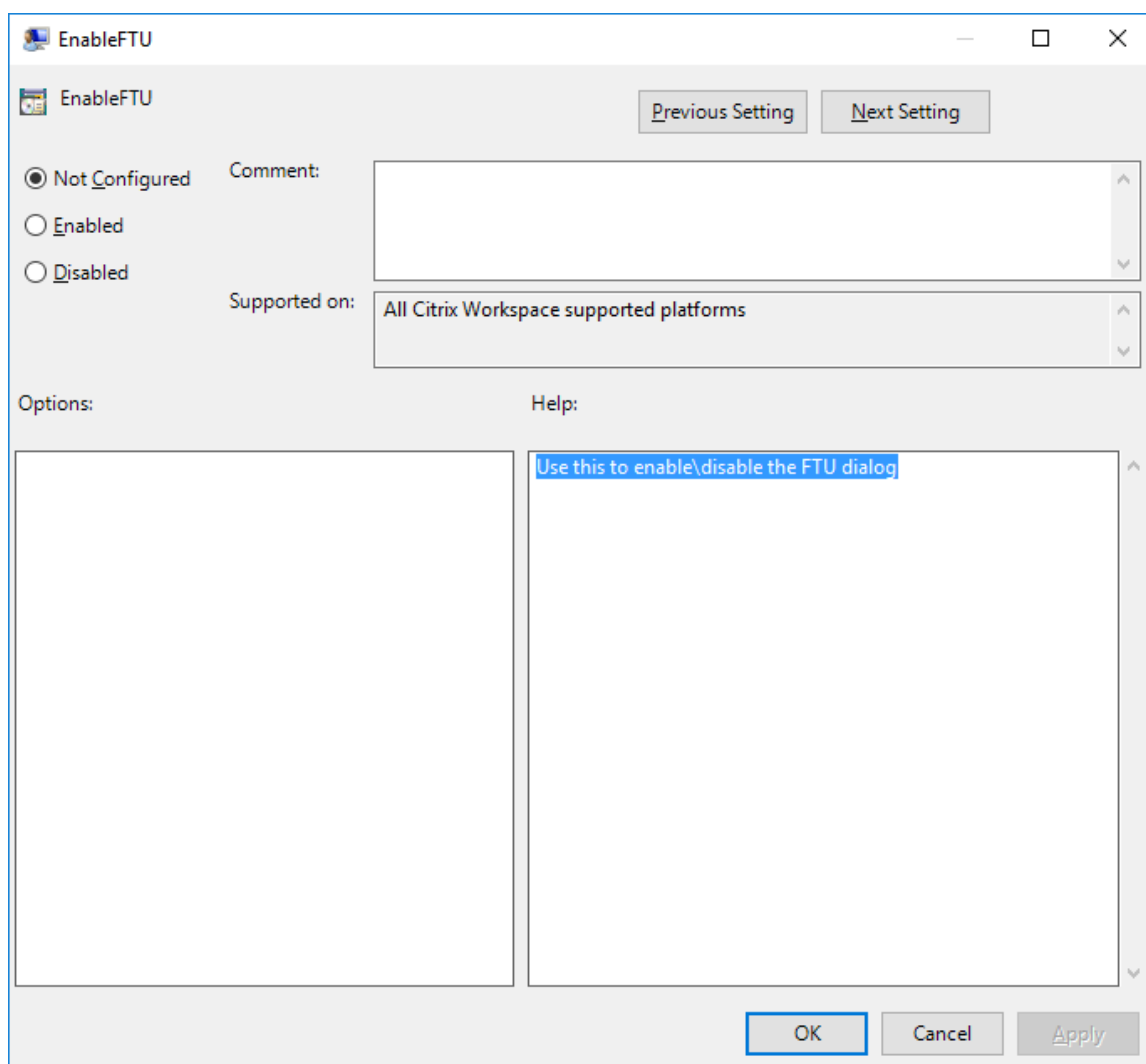 EnableFTU
EnableFTU
Previous Setting
Next Setting
Not Configured
Comment:
Enabled
Disabled
Supported on:
All Citrix Workspace supported platforms
Options:
Help:
Use this to enable\disable the FTU dialog
OK
Cancel
Apply